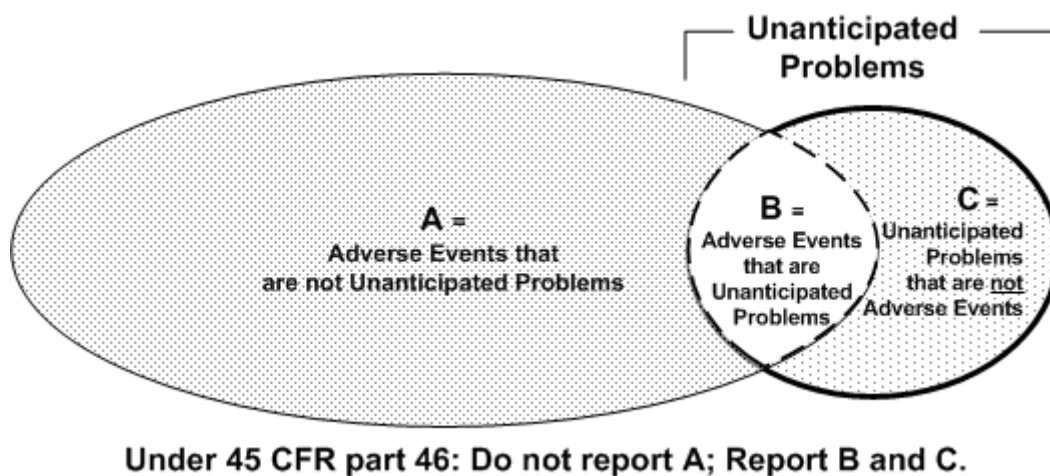 Unanticipated
Problems
A =
Adverse Events that
are not Unanticipated Problems
B =
Adverse Events
that are
Unanticipated
Problems
C =
Unanticipated
Problems
that are not
Adverse Events
Under 45 CFR part 46: Do not report A; Report B and C.